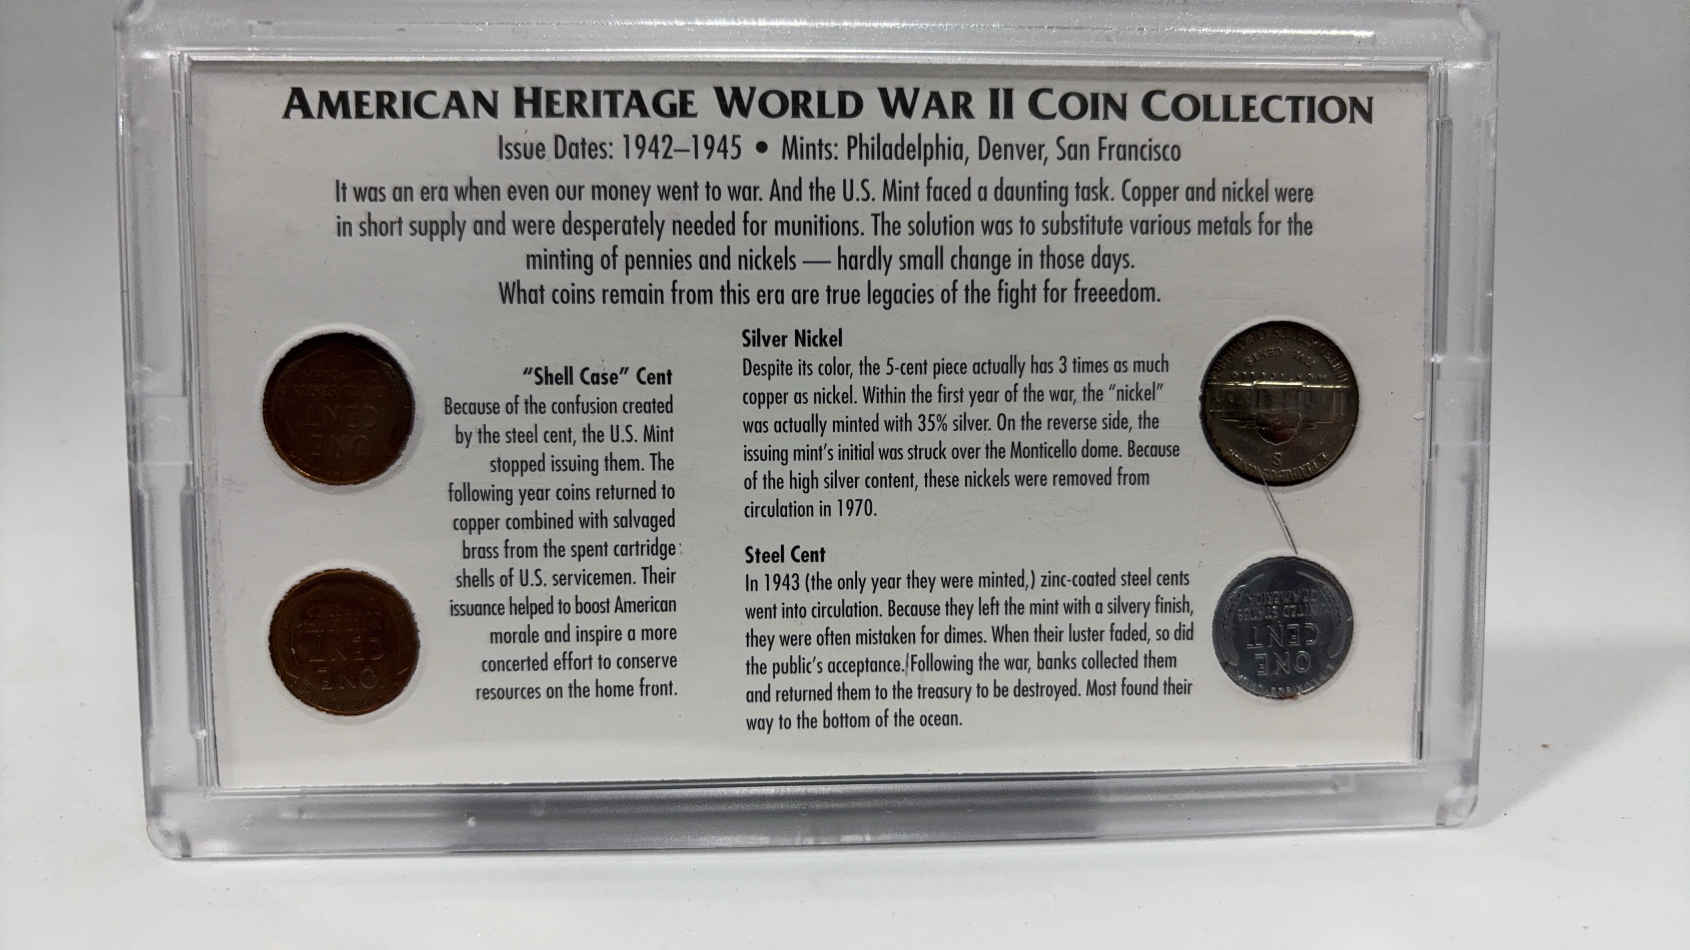 AMERICAN HERITAGE WORLD WAR II COIN COLLECTION
Issue Dates: 1942–1945 • Mints: Philadelphia, Denver, San Francisco
It was an era when even our money went to war. And the U.S. Mint faced a daunting task. Copper and nickel were
in short supply and were desperately needed for munitions. The solution was to substitute various metals for the
minting of pennies and nickels — hardly small change in those days.
What coins remain from this era are true legacies of the fight for freeedom.
“Shell Case” Cent
Because of the confusion created
by the steel cent, the U.S. Mint
stopped issuing them. The
following year coins returned to
copper combined with salvaged
brass from the spent cartridge
shells of U.S. servicemen. Their
issuance helped to boost American
morale and inspire a more
concerted effort to conserve
resources on the home front.
Silver Nickel
Despite its color, the 5-cent piece actually has 3 times as much
copper as nickel. Within the first year of the war, the “nickel”
was actually minted with 35% silver. On the reverse side, the
issuing mint’s initial was struck over the Monticello dome. Because
of the high silver content, these nickels were removed from
circulation in 1970.
Steel Cent
In 1943 (the only year they were minted,) zinc-coated steel cents
went into circulation. Because they left the mint with a silvery finish,
they were often mistaken for dimes. When their luster faded, so did
the public’s acceptance. Following the war, banks collected them
and returned them to the treasury to be destroyed. Most found their
way to the bottom of the ocean.
ONE
CENT
ONE
CENT
S
ONE
CENT
UNITED STATES
OF AMERICA